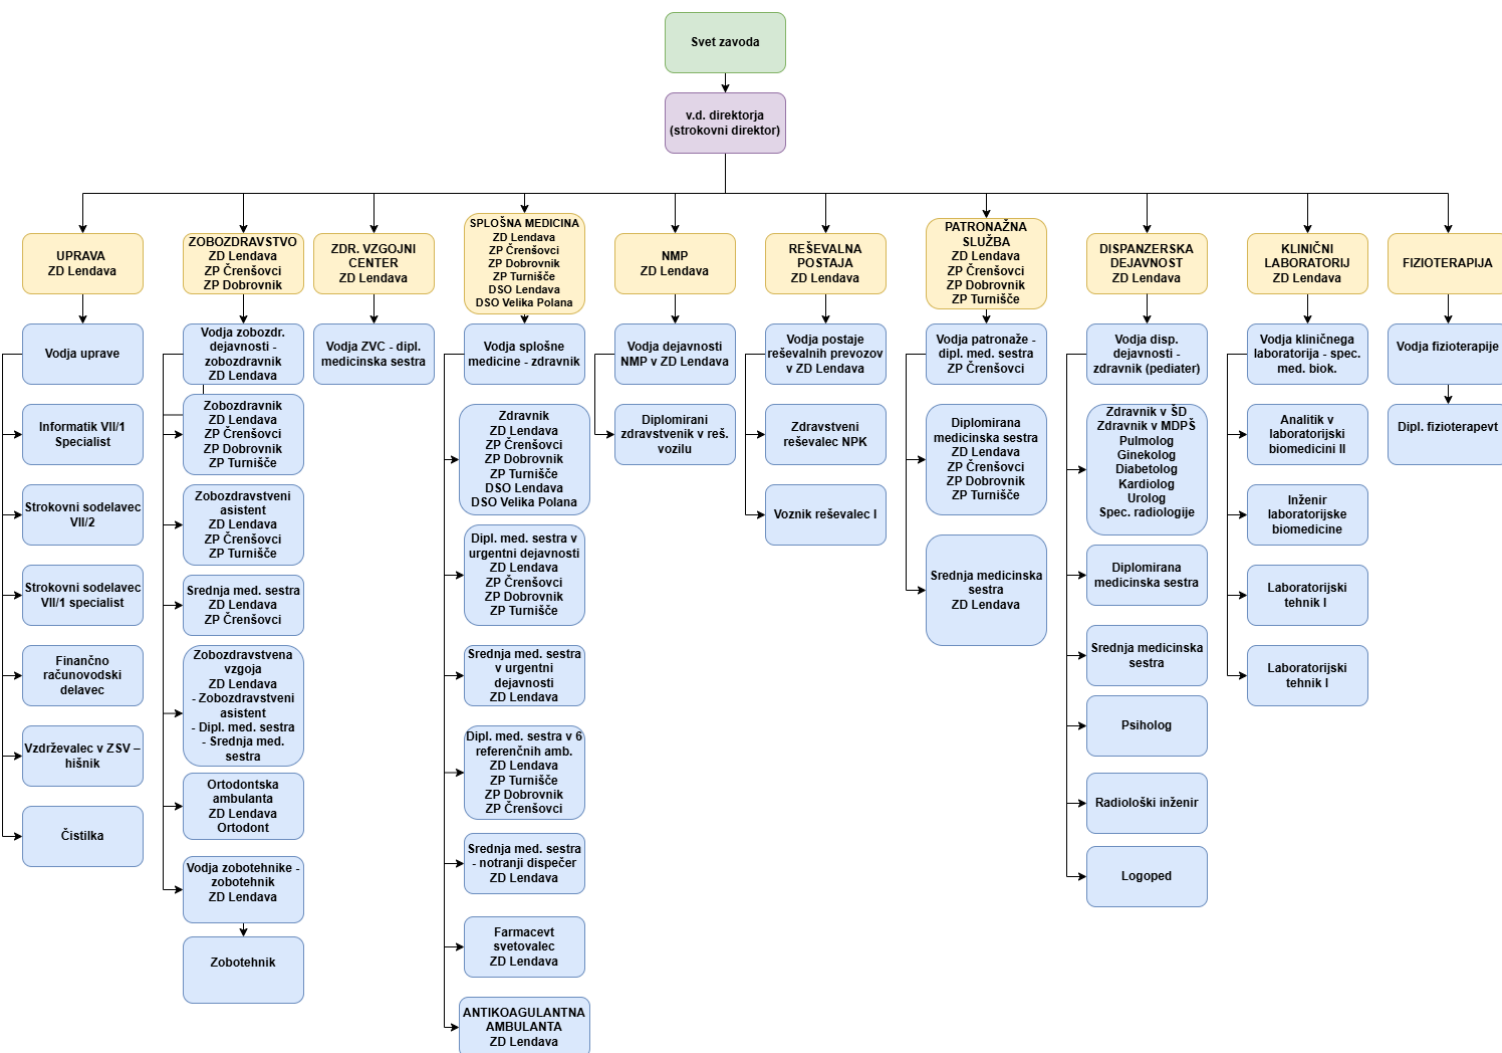 Svet zavoda
v.d. direktorja
(strokovni direktor)
UPRAVA
ZD Lendava
Vodja uprave
Informatik VII/1
Specialist
Strokovni sodelavec
VII/2
Strokovni sodelavec
VII/1 specialist
Finančno
računovodski
delavec
Vzdrževalec v ZSV –
hišnik
Čistilka
ZOBOZDRAVSTVO
ZD Lendava
ZP Črenšovci
ZP Dobrovnik
Vodja zobozdr.
dejavnosti -
zobozdravnik
ZD Lendava
Zobozdravnik
ZD Lendava
ZP Črenšovci
ZP Dobrovnik
ZP Turnišče
Zobozdravstveni
asistent
ZD Lendava
ZP Črenšovci
ZP Turnišče
Srednja med. sestra
ZD Lendava
ZP Črenšovci
Zobozdravstvena
vzgoja
ZD Lendava
- Zobozdravstveni
asistent
- Dipl. med. sestra
- Srednja med.
sestra
Ortodontska
ambulanta
ZD Lendava
Ortodont
Vodja zobotehnike -
zobotehnik
ZD Lendava
Zobotehnik
ZDR. VZGOJNI
CENTER
ZD Lendava
Vodja ZVC - dipl.
medicinska sestra
SPLOŠNA MEDICINA
ZD Lendava
ZP Črenšovci
ZP Dobrovnik
ZP Turnišče
DSO Lendava
DSO Velika Polana
Vodja splošne
medicine - zdravnik
Zdravnik
ZD Lendava
ZP Črenšovci
ZP Dobrovnik
ZP Turnišče
DSO Lendava
DSO Velika Polana
Dipl. med. sestra v
urgentni dejavnosti
ZD Lendava
ZP Črenšovci
ZP Dobrovnik
ZP Turnišče
Srednja med. sestra
v urgentni
dejavnosti
ZD Lendava
Dipl. med. sestra v 6
referenčnih amb.
ZD Lendava
ZP Turnišče
ZP Dobrovnik
ZP Črenšovci
Srednja med. sestra
- notranji dispečer
ZD Lendava
Farmacevt
svetovalec
ZD Lendava
ANTIKOAGULANTNA
AMBULANTA
ZD Lendava
NMP
ZD Lendava
Vodja dejavnosti
NMP v ZD Lendava
Diplomirani
zdravstvenik v reš.
vozilu
REŠEVALNA
POSTAJA
ZD Lendava
Vodja postaje
reševalnih prevozov
v ZD Lendava
Zdravstveni
reševalec NPK
Voznik reševalec I
PATRONAŽNA
SLUŽBA
ZD Lendava
ZP Črenšovci
ZP Dobrovnik
ZP Turnišče
Vodja patronaže -
dipl. med. sestra
ZP Črenšovci
Diplomirana
medicinska sestra
ZD Lendava
ZP Črenšovci
ZP Dobrovnik
ZP Turnišče
Srednja medicinska
sestra
ZD Lendava
DISPANZERSKA
DEJAVNOST
ZD Lendava
Vodja disp.
dejavnosti -
zdravnik (pediater)
Zdravnik v ŠD
Zdravnik v MDPŠ
Pulmolog
Ginekolog
Diabetolog
Kardiolog
Urolog
Spec. radiologije
Diplomirana
medicinska sestra
Srednja medicinska
sestra
Psiholog
Radiološki inženir
Logoped
KLINIČNI
LABORATORIJ
ZD Lendava
Vodja kliničnega
laboratorija - spec.
med. biok.
Analitik v
laboratorijski
biomedicini II
Inženir
laboratorijske
biomedicine
Laboratorijski
tehnik I
Laboratorijski
tehnik I
FIZIOTERAPIJA
Vodja fizioterapije
Dipl. fizioterapevt